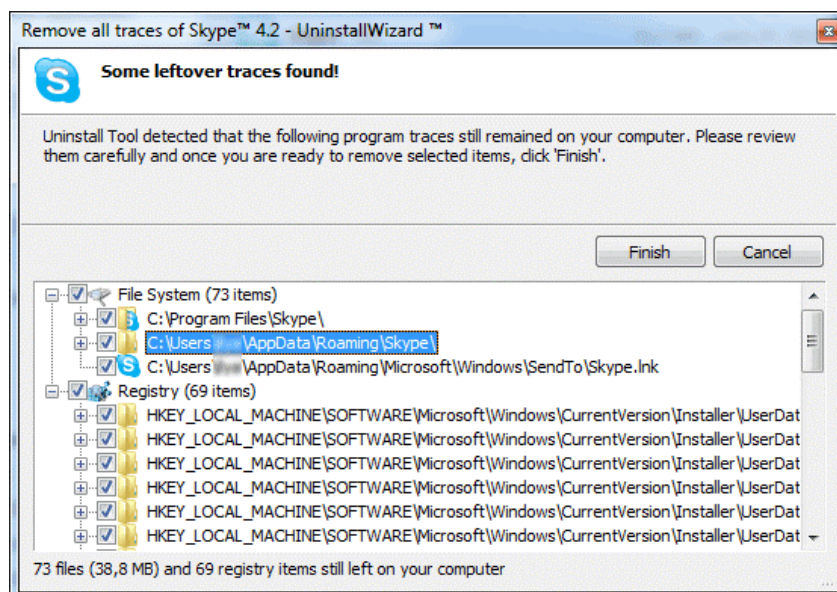 Remove all traces of Skype™ 4.2 - UninstallWizard ™
Some leftover traces found!
Uninstall Tool detected that the following program traces still remained on your computer. Please review
them carefully and once you are ready to remove selected items, click 'Finish'.
Finish Cancel
File System (73 items)
C:\Program Files\Skype\
C:\Users \AppData\Roaming\Skype\
C:\Users \AppData\Roaming\Microsoft\Windows\SendTo\Skype.lnk
Registry (69 items)
HKEY_LOCAL_MACHINE\SOFTWARE\Microsoft\Windows\CurrentVersion\Installer\UserDat
HKEY_LOCAL_MACHINE\SOFTWARE\Microsoft\Windows\CurrentVersion\Installer\UserDat
HKEY_LOCAL_MACHINE\SOFTWARE\Microsoft\Windows\CurrentVersion\Installer\UserDat
HKEY_LOCAL_MACHINE\SOFTWARE\Microsoft\Windows\CurrentVersion\Installer\UserDat
HKEY_LOCAL_MACHINE\SOFTWARE\Microsoft\Windows\CurrentVersion\Installer\UserDat
HKEY_LOCAL_MACHINE\SOFTWARE\Microsoft\Windows\CurrentVersion\Installer\UserDat
73 files (38,8 MB) and 69 registry items still left on your computer